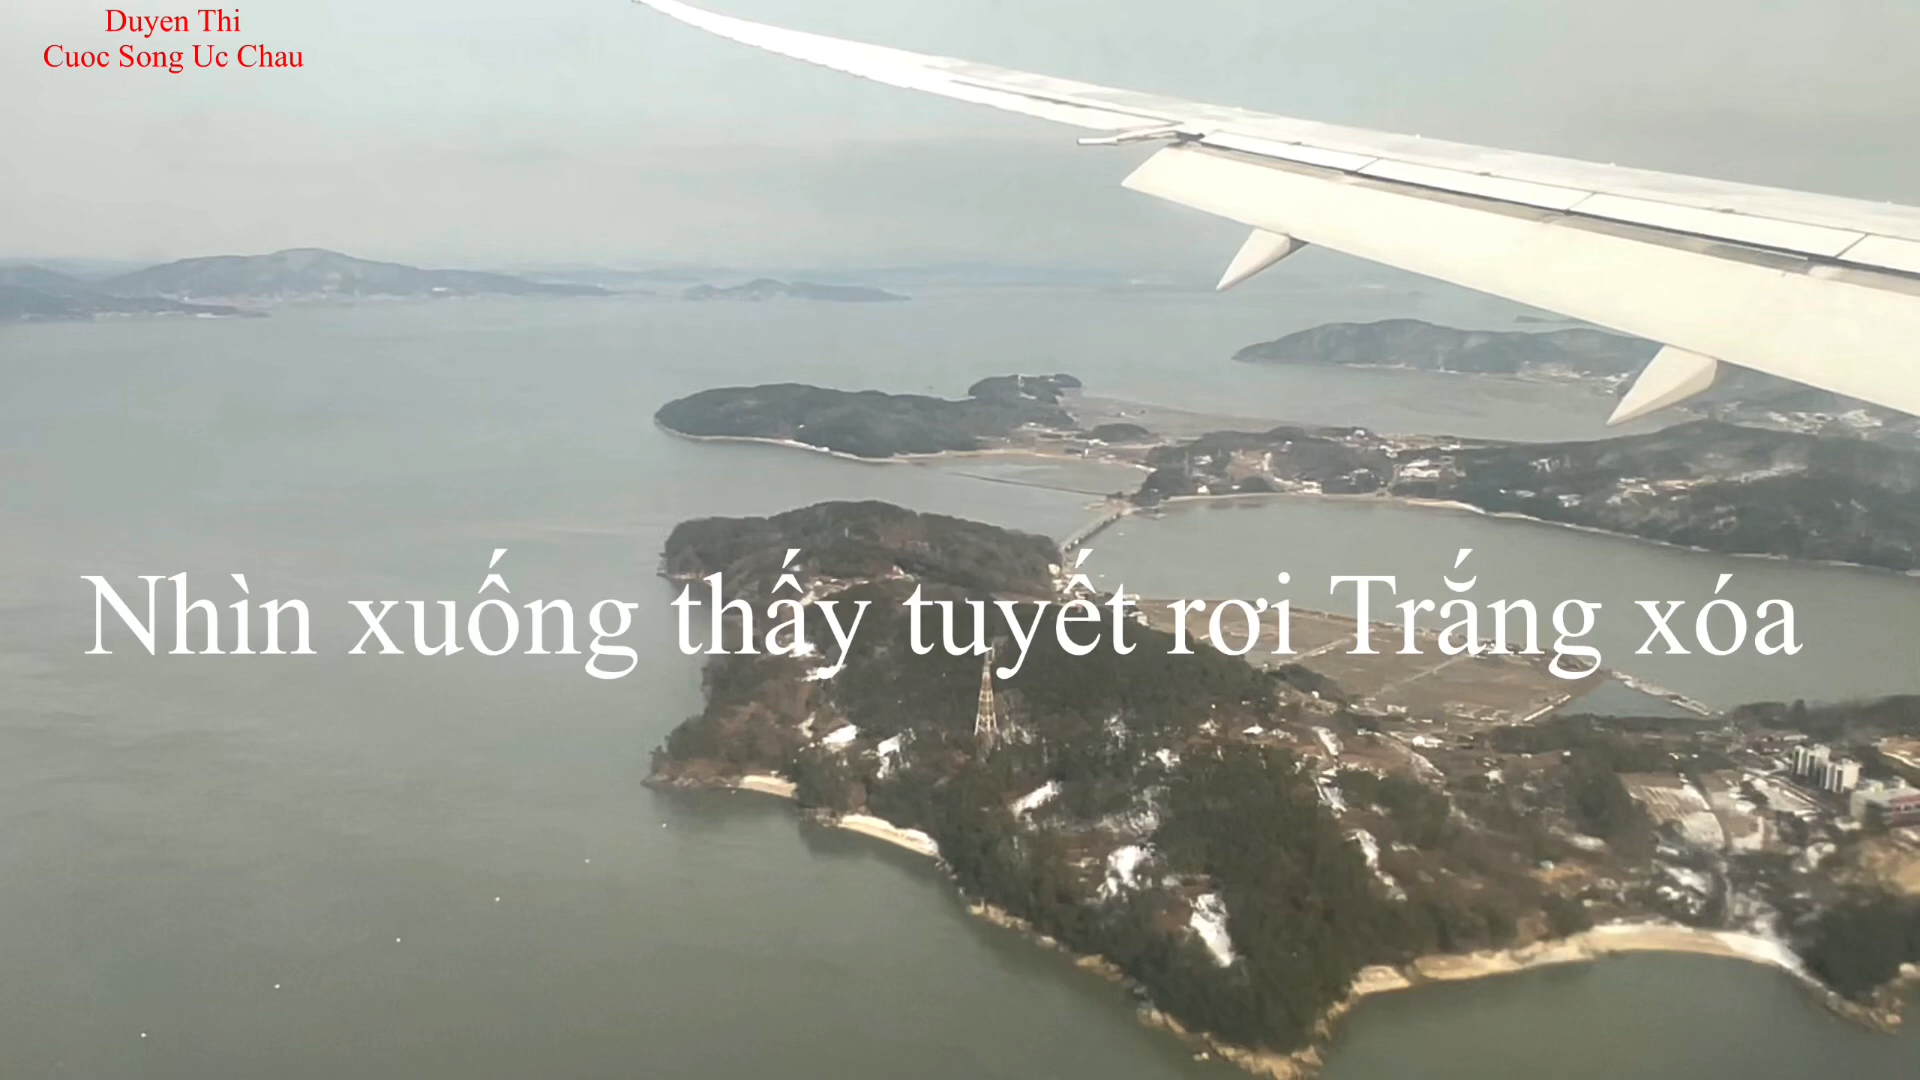 Duyen Thi
Cuoc Song Uc Chau
Nhìn xuống thấy tuyết rơi Trắng xóa